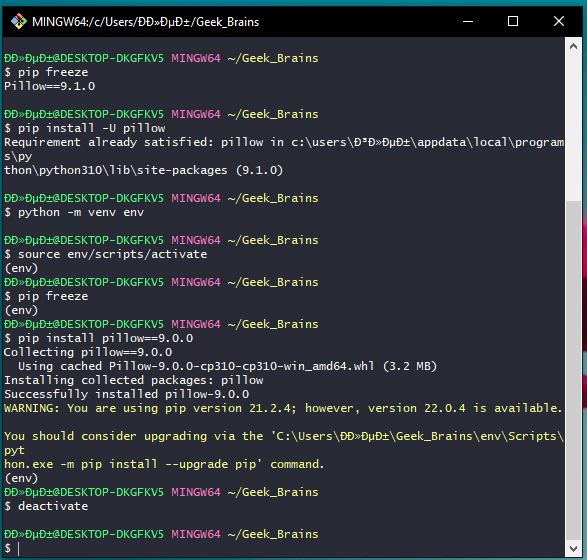 MINGW64:/c/Users/ÐÐ»ÐµÐ±/Geek_Brains
ÐÐ»ÐµÐ±@DESKTOP-DKGFKV5 MINGW64 ~/Geek_Brains
$ pip freeze
Pillow==9.1.0
ÐÐ»ÐµÐ±@DESKTOP-DKGFKV5 MINGW64 ~/Geek_Brains
$ pip install -U pillow
Requirement already satisfied: pillow in c:\users\Ð³Ð»ÐµÐ±\appdata\local\program
s\py
thon\python310\lib\site-packages (9.1.0)
ÐÐ»ÐµÐ±@DESKTOP-DKGFKV5 MINGW64 ~/Geek_Brains
$ python -m venv env
ÐÐ»ÐµÐ±@DESKTOP-DKGFKV5 MINGW64 ~/Geek_Brains
$ source env/scripts/activate
(env)
ÐÐ»ÐµÐ±@DESKTOP-DKGFKV5 MINGW64 ~/Geek_Brains
$ pip freeze
(env)
ÐÐ»ÐµÐ±@DESKTOP-DKGFKV5 MINGW64 ~/Geek_Brains
$ pip install pillow==9.0.0
Collecting pillow==9.0.0
  Using cached Pillow-9.0.0-cp310-cp310-win_amd64.whl (3.2 MB)
Installing collected packages: pillow
Successfully installed pillow-9.0.0
WARNING: You are using pip version 21.2.4; however, version 22.0.4 is available.
You should consider upgrading via the 'C:\Users\ÐÐ»ÐµÐ±\Geek_Brains\env\Scripts\
pyt
hon.exe -m pip install --upgrade pip' command.
(env)
ÐÐ»ÐµÐ±@DESKTOP-DKGFKV5 MINGW64 ~/Geek_Brains
$ deactivate
ÐÐ»ÐµÐ±@DESKTOP-DKGFKV5 MINGW64 ~/Geek_Brains
$